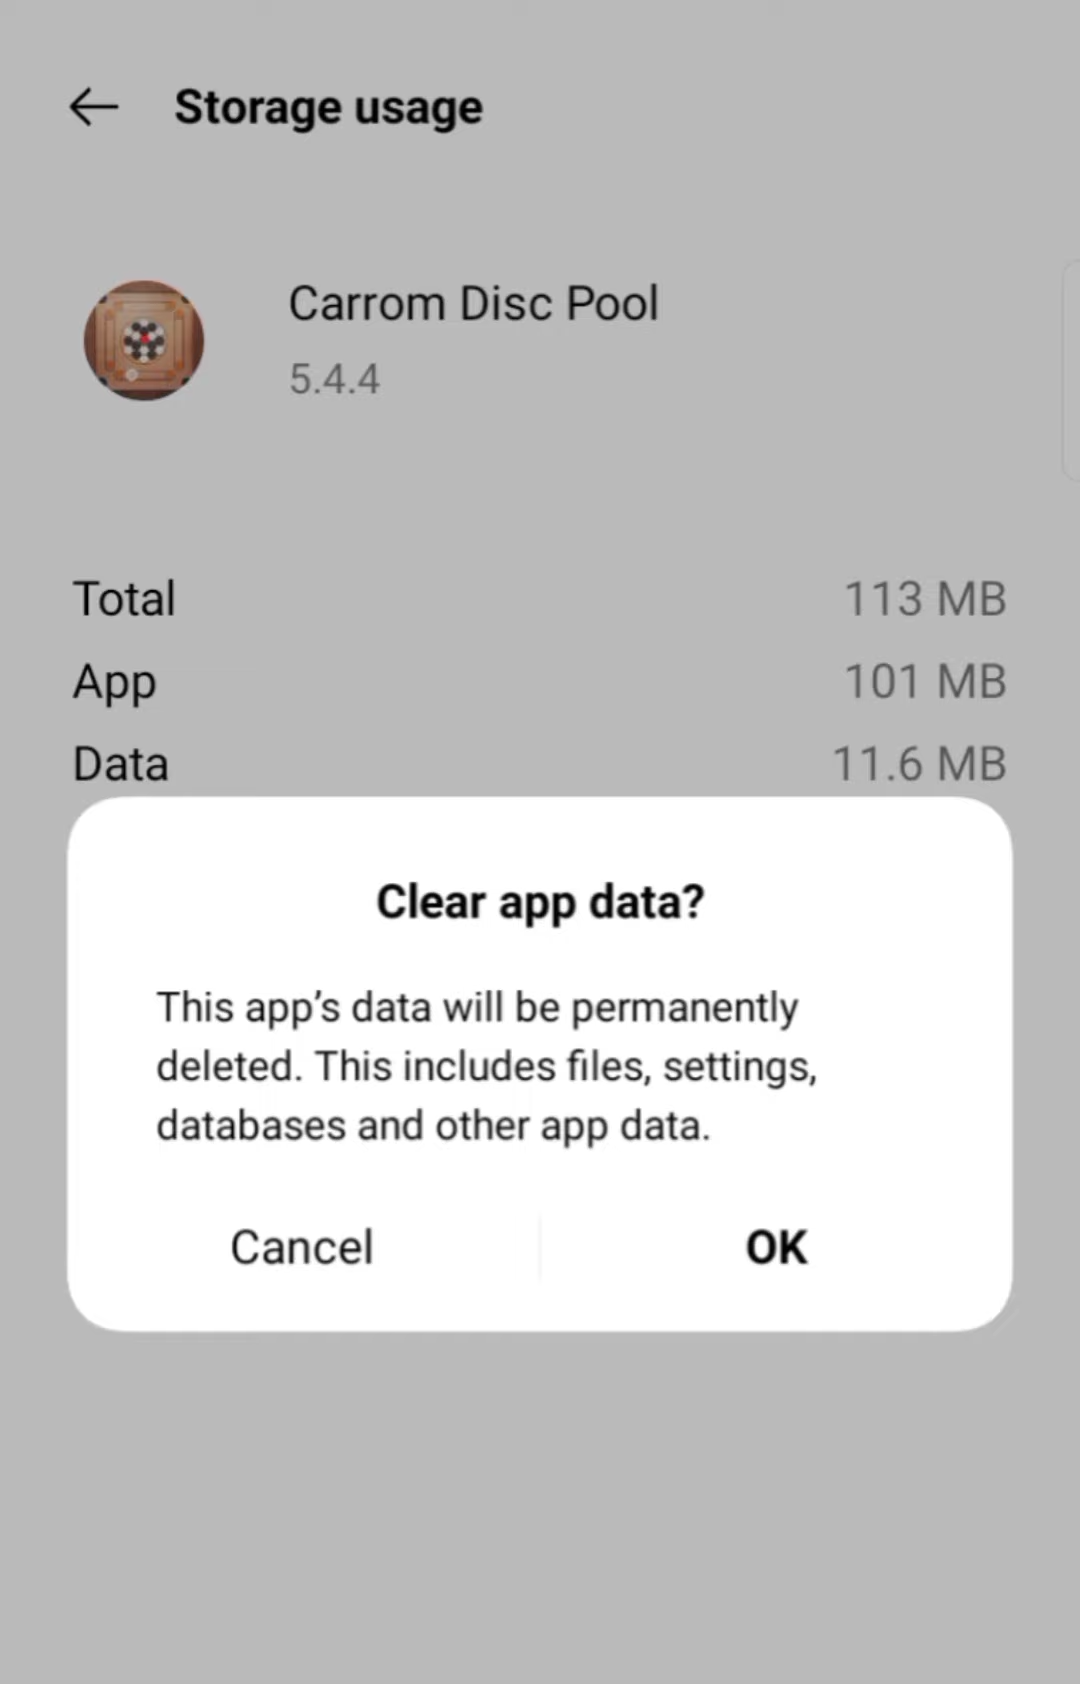 Storage usage
Carrom Disc Pool
5.4.4
Total 113 MB
App 101 MB
Data 11.6 MB
Clear app data?
This app’s data will be permanently
deleted. This includes files, settings,
databases and other app data.
Cancel OK